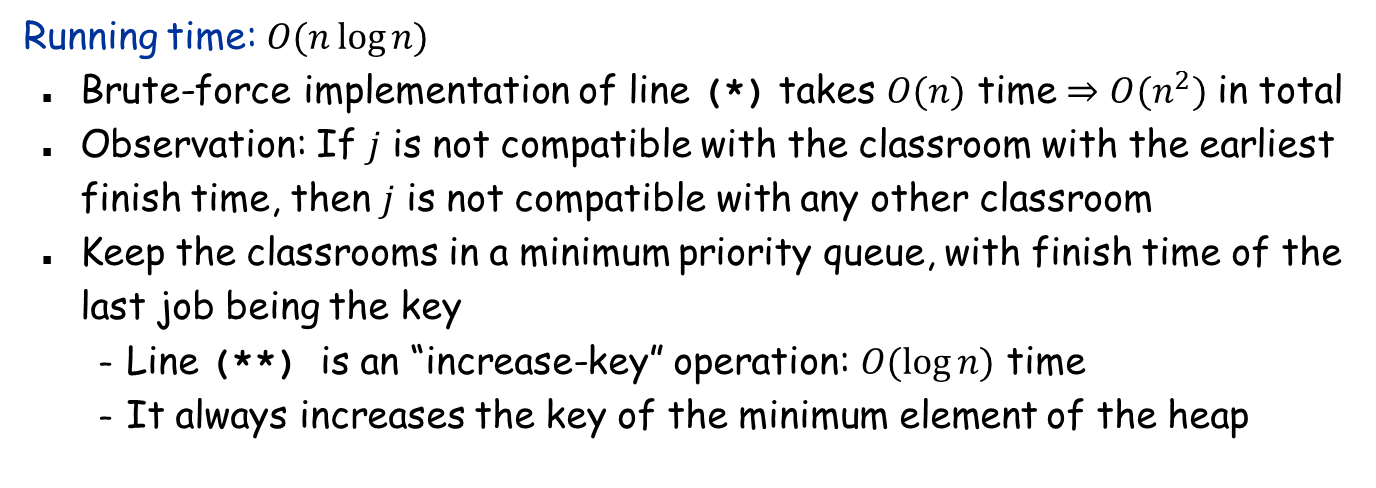 Running time: O(n log n)
▪ Brute-force implementation of line (*) takes O(n) time ⇒ O(n²) in total
▪ Observation: If j is not compatible with the classroom with the earliest
finish time, then j is not compatible with any other classroom
▪ Keep the classrooms in a minimum priority queue, with finish time of the
last job being the key
- Line (**) is an “increase-key” operation: O(log n) time
- It always increases the key of the minimum element of the heap